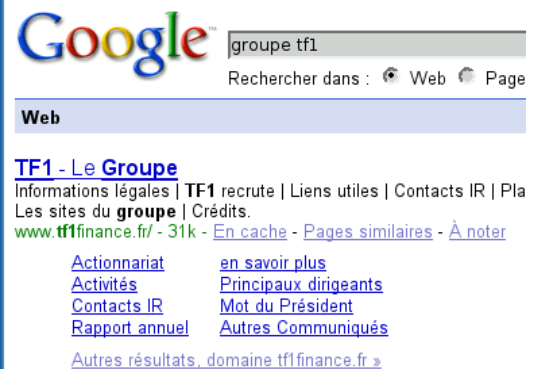 Google™
groupe tf1
Rechercher dans : Web Page
Web
TF1 - Le Groupe
Informations légales | TF1 recrute | Liens utiles | Contacts IR | Pla
Les sites du groupe | Crédits.
www.tf1finance.fr/ - 31k - En cache - Pages similaires - À noter
Actionnariat en savoir plus
Activités Principaux dirigeants
Contacts IR Mot du Président
Rapport annuel Autres Communiqués
Autres résultats, domaine tf1finance.fr »